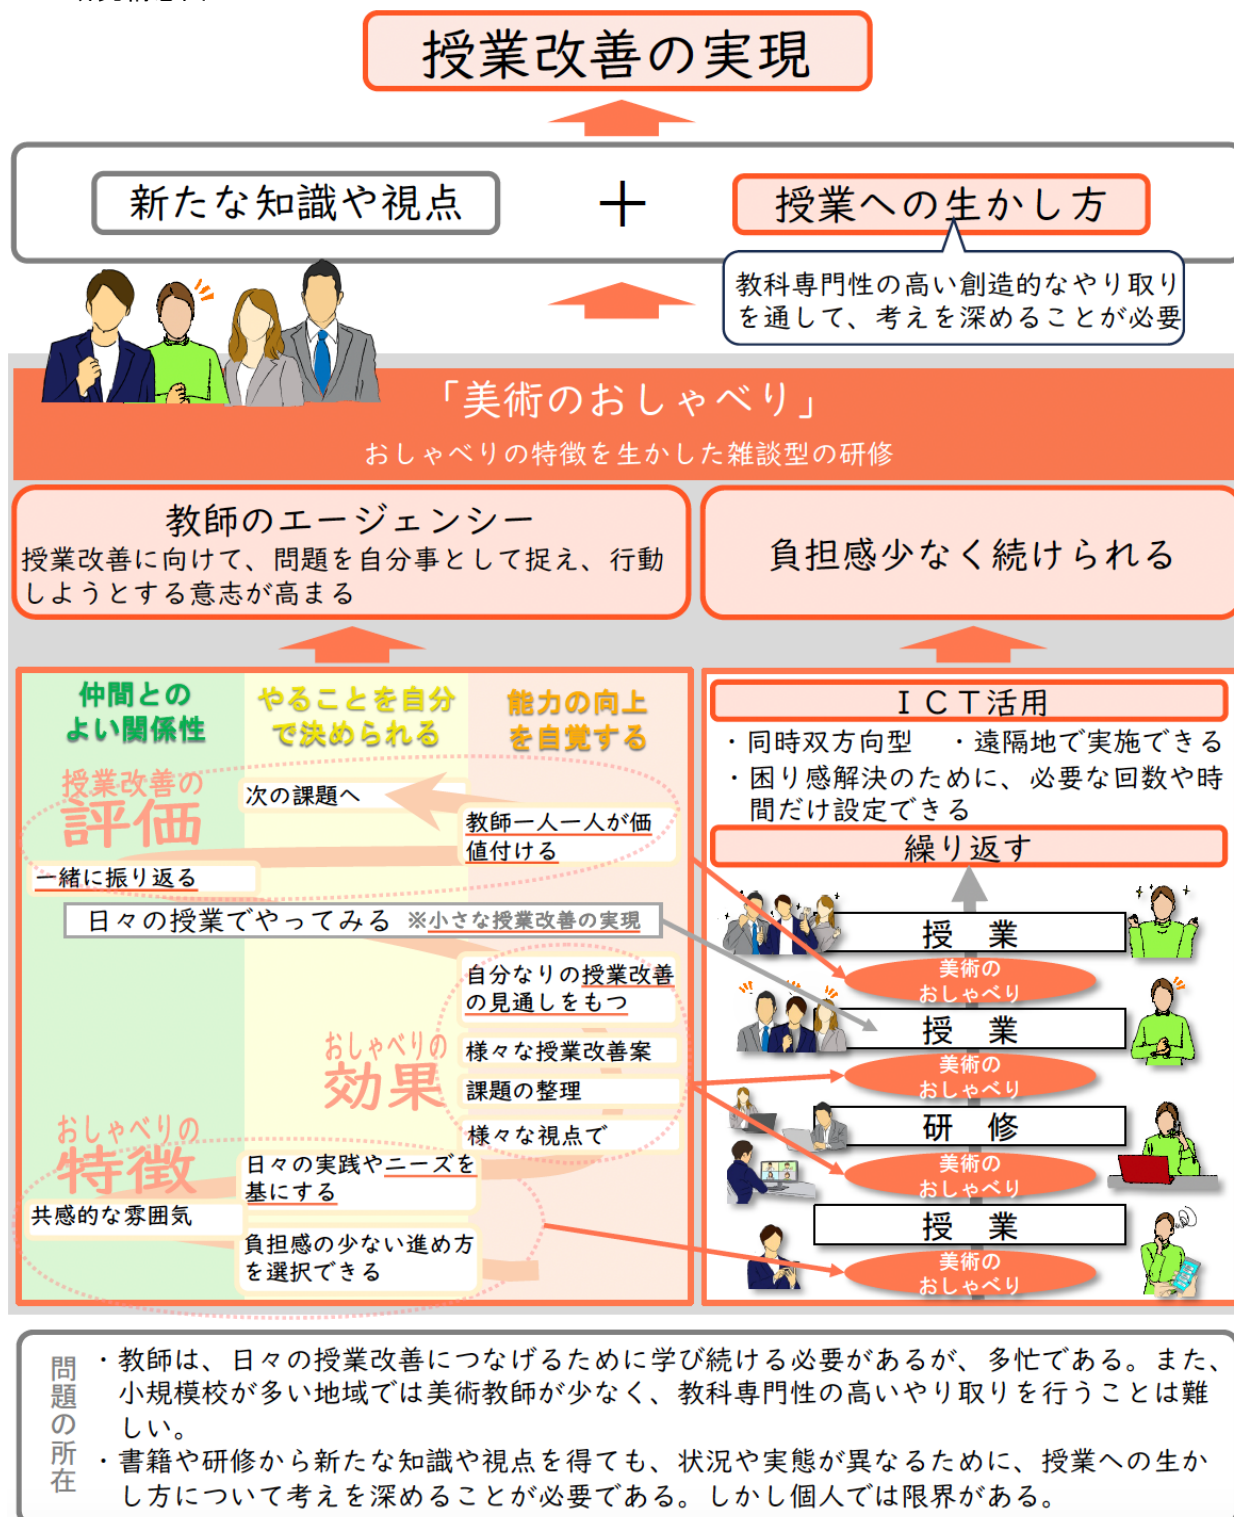 授業改善の実現
新たな知識や視点
＋
授業への生かし方
教科専門性の高い創造的なやり取り
を通して、考えを深めることが必要
「美術のおしゃべり」
おしゃべりの特徴を生かした雑談型の研修
教師のエージェンシー
授業改善に向けて、問題を自分事として捉え、行動
しようとする意志が高まる
負担感少なく続けられる
仲間との
よい関係性
やることを自分
で決められる
能力の向上
を自覚する
授業改善の
評価
次の課題へ
教師一人一人が価
値付ける
一緒に振り返る
日々の授業でやってみる ※小さな授業改善の実現
自分なりの授業改善
の見通しをもつ
おしゃべりの
効果
様々な授業改善案
課題の整理
様々な視点で
おしゃべりの
特徴
日々の実践やニーズを
基にする
共感的な雰囲気
負担感の少ない進め方
を選択できる
ＩＣＴ活用
・同時双方向型 ・遠隔地で実施できる
・困り感解決のために、必要な回数や時
間だけ設定できる
繰り返す
授 業
美術の
おしゃべり
授 業
美術の
おしゃべり
研 修
美術の
おしゃべり
授 業
美術の
おしゃべり
問題の所在
・教師は、日々の授業改善につなげるために学び続ける必要があるが、多忙である。また、
小規模校が多い地域では美術教師が少なく、教科専門性の高いやり取りを行うことは難
しい。
・書籍や研修から新たな知識や視点を得ても、状況や実態が異なるために、授業への生か
し方について考えを深めることが必要である。しかし個人では限界がある。